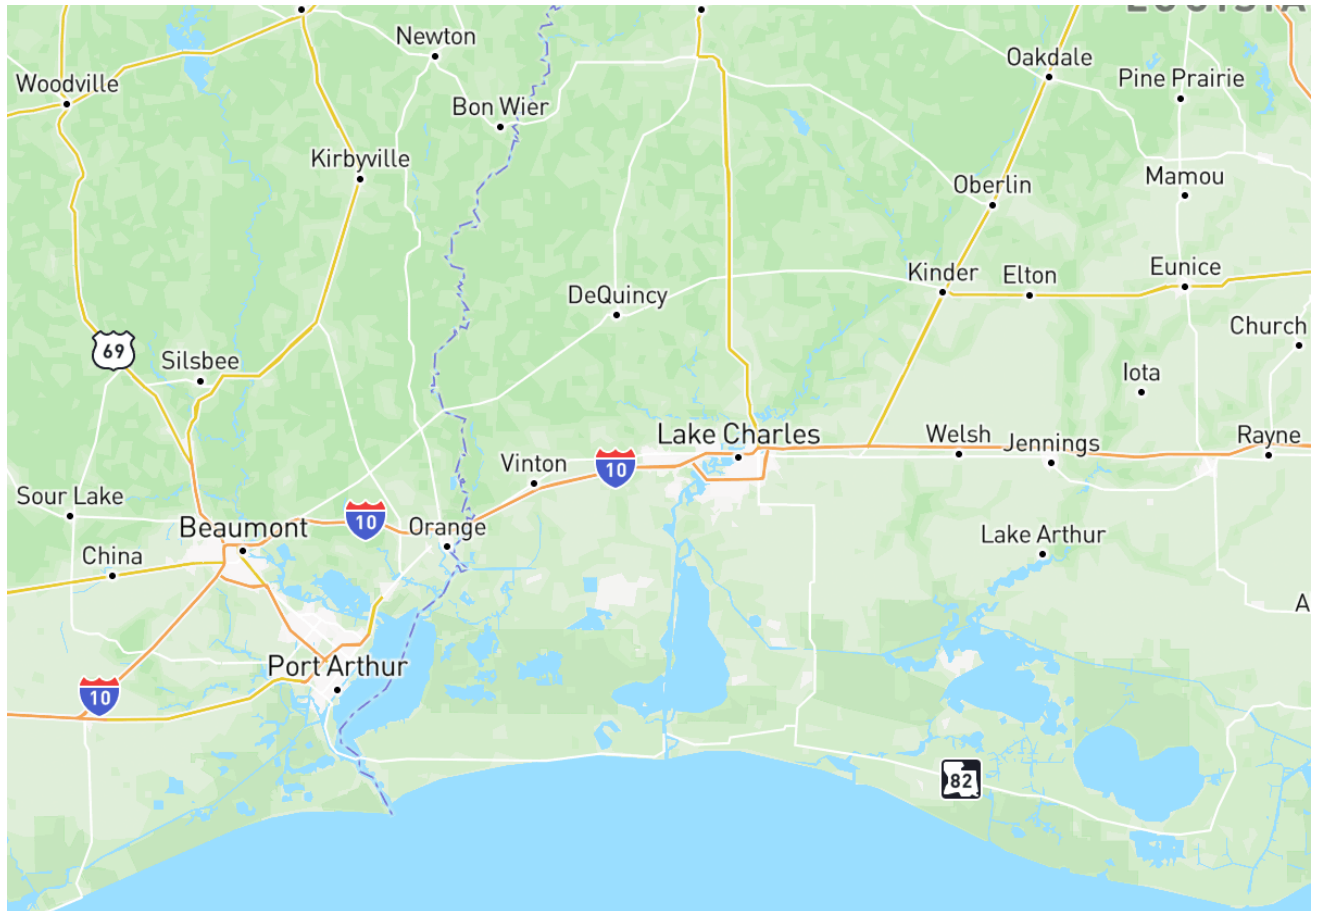 LOUISIA
Newton
Oakdale
Woodville
Pine Prairie
Bon Wier
Kirbyville
Mamou
Oberlin
Kinder
Elton
Eunice
DeQuincy
Church
69
Silsbee
Iota
Lake Charles
Welsh
Jennings
Rayne
Vinton
10
Sour Lake
10
Beaumont
Orange
Lake Arthur
China
A
Port Arthur
10
82